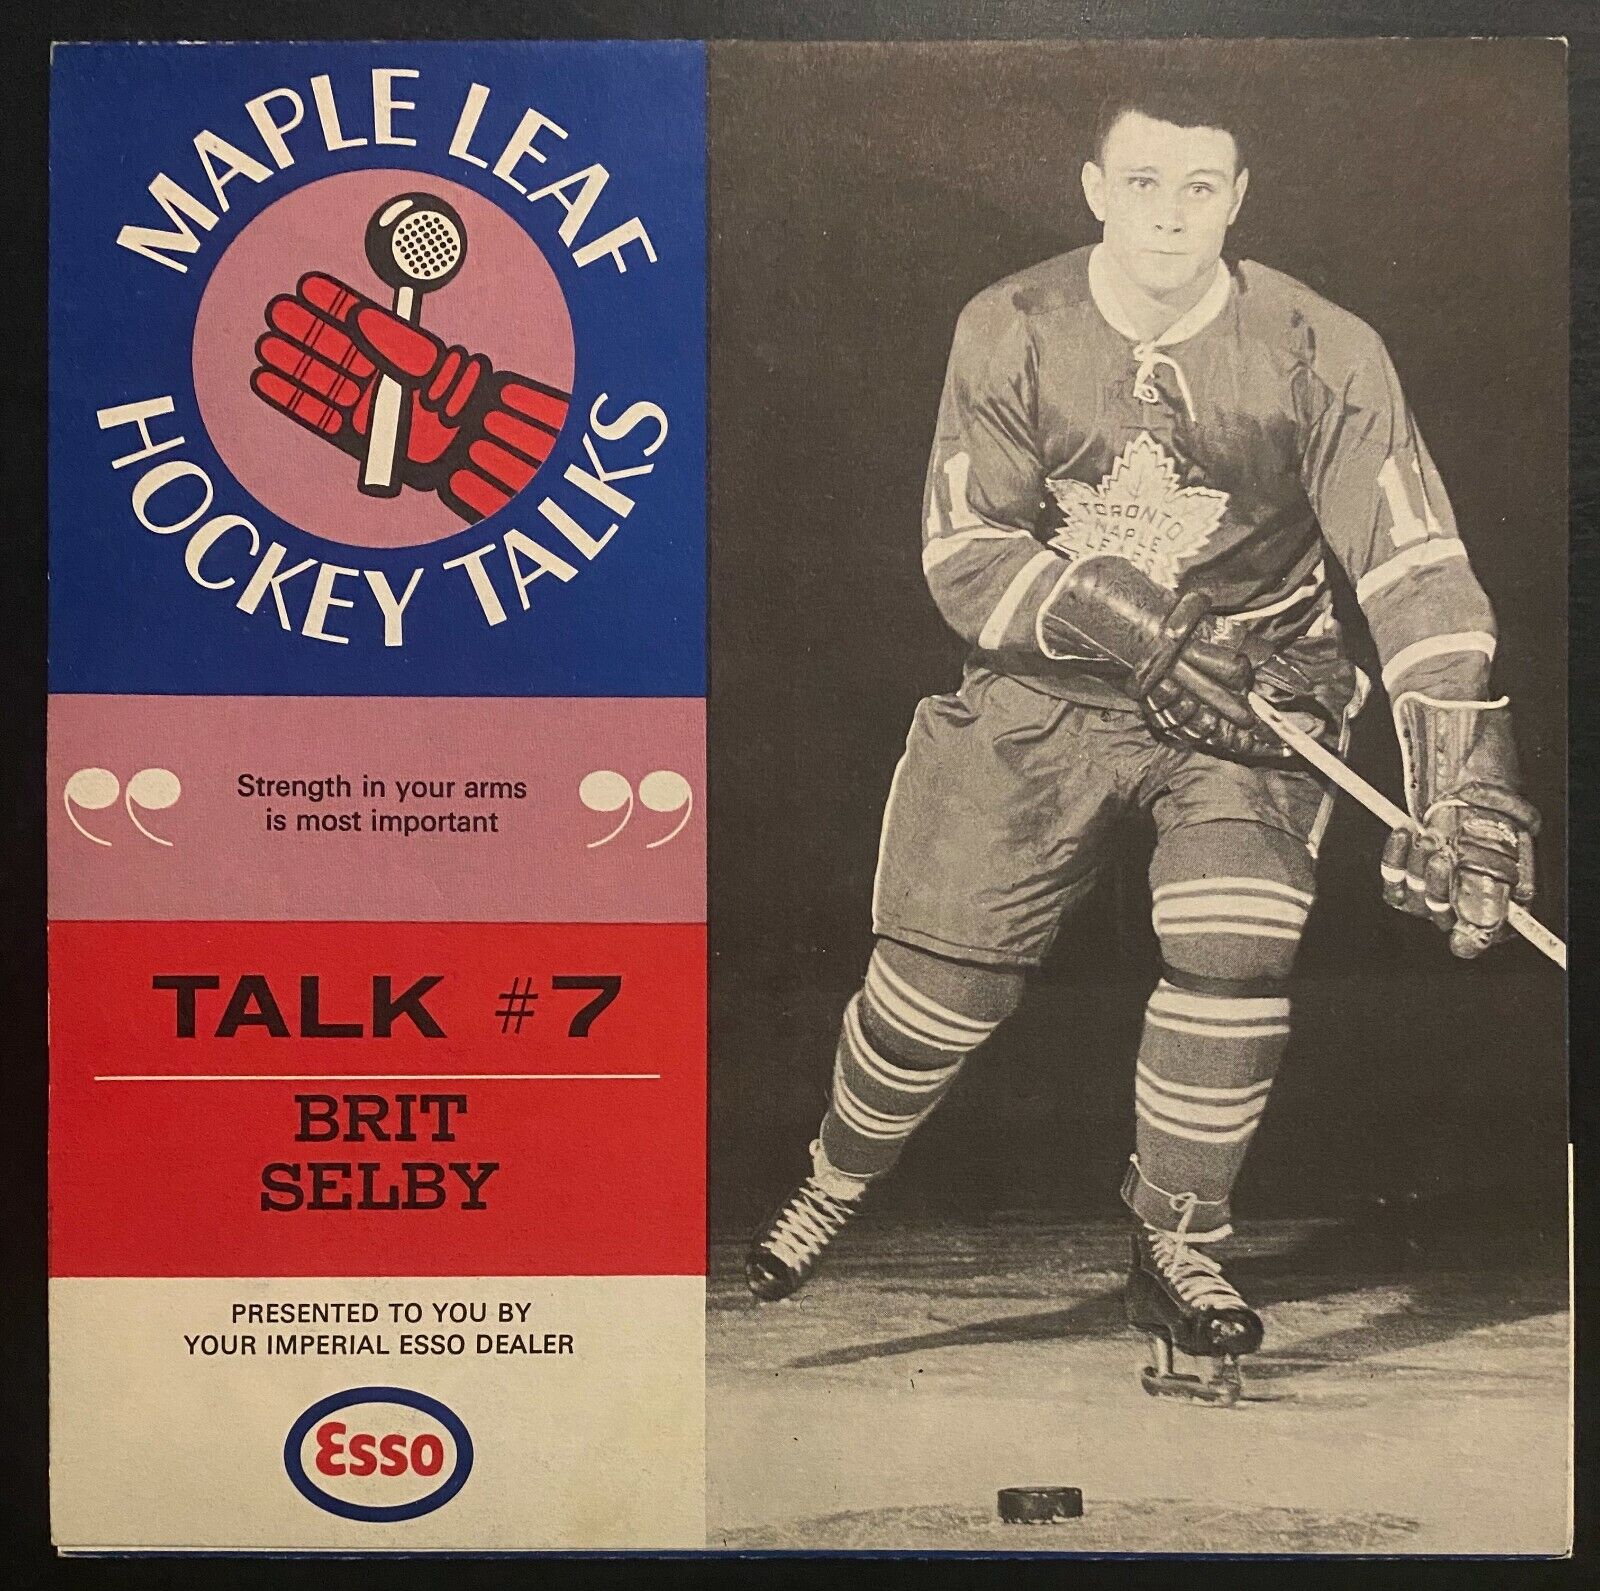 MAPLE LEAF
HOCKEY TALKS
Strength in your arms
is most important
TALK #7
BRIT
SELBY
PRESENTED TO YOU BY
YOUR IMPERIAL ESSO DEALER
Esso
11
11
TORONTO
MAPLE
LEAFS